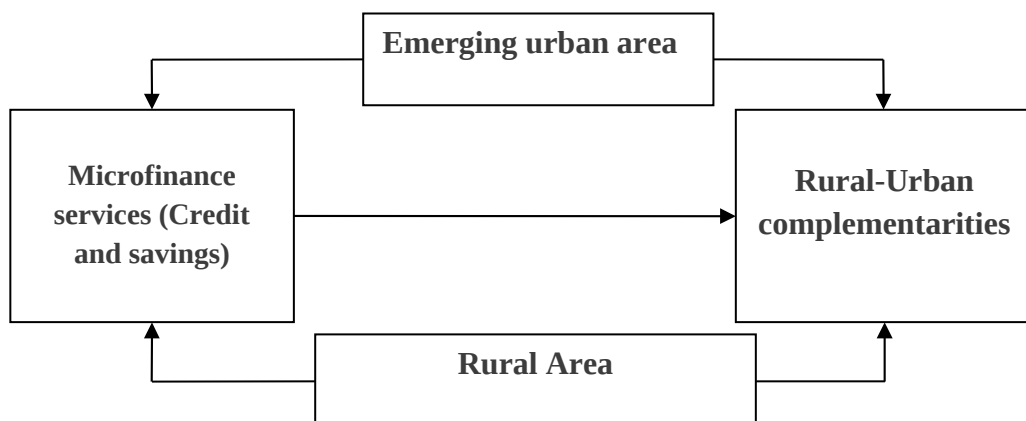 Emerging urban area
Microfinance
services (Credit
and savings)
Rural-Urban
complementarities
Rural Area